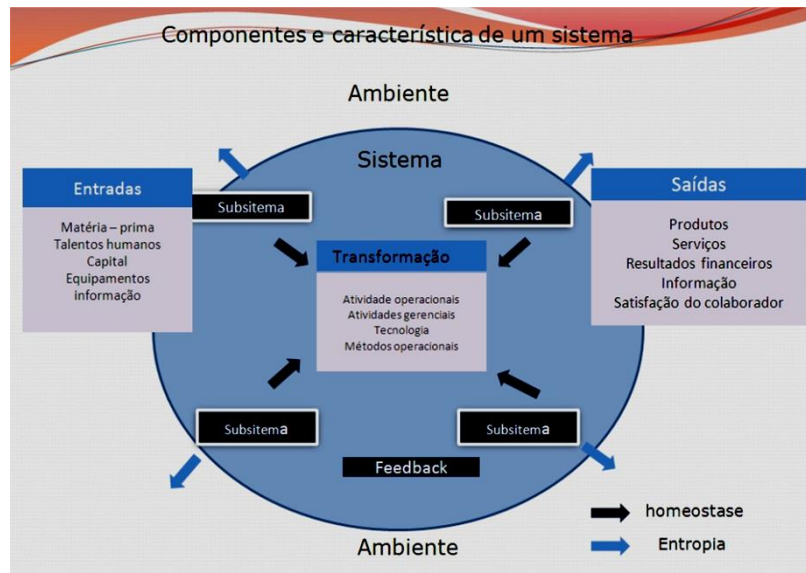 Componentes e característica de um sistema
Ambiente
Sistema
Entradas
Matéria – prima
Talentos humanos
Capital
Equipamentos
informação
Subsitema
Subsitema
Saídas
Produtos
Serviços
Resultados financeiros
Informação
Satisfação do colaborador
Transformação
Atividade operacionais
Atividades gerenciais
Tecnologia
Métodos operacionais
Subsitema
Subsitema
Feedback
homeostase
Entropia
Ambiente